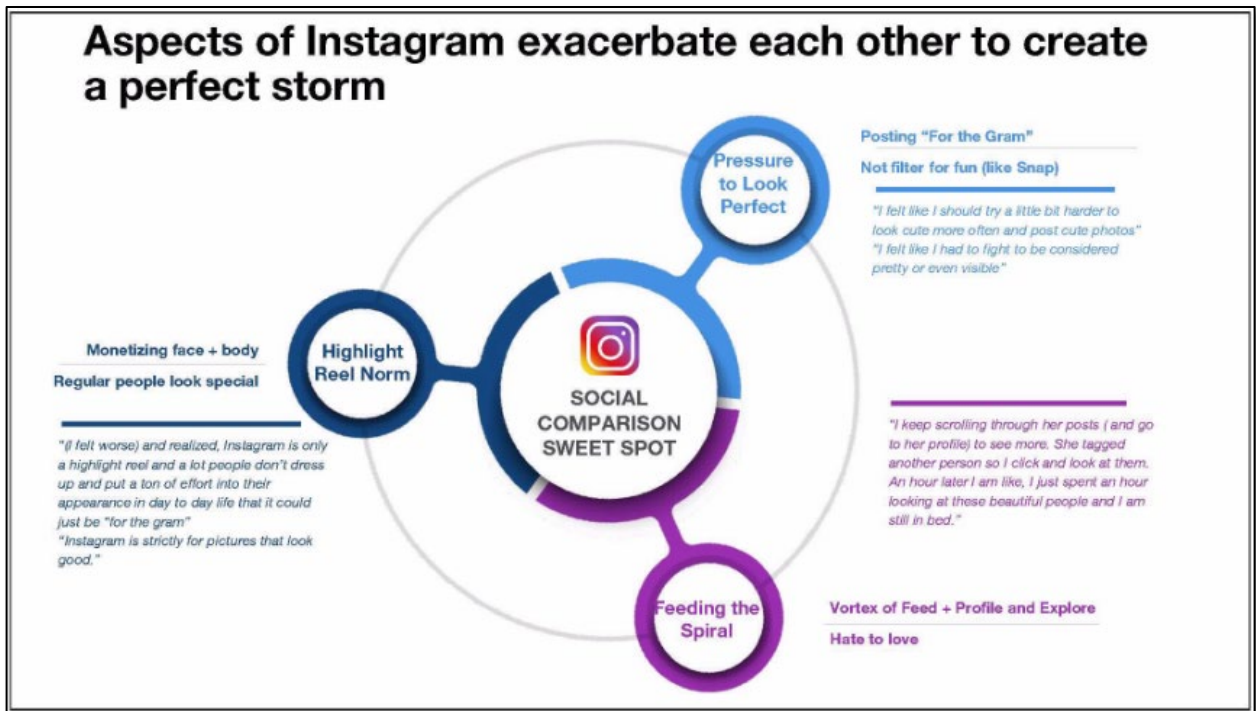 Aspects of Instagram exacerbate each other to create
a perfect storm
Pressure
to Look
Perfect
Posting “For the Gram”
Not filter for fun (like Snap)
"I felt like I should try a little bit harder to
look cute more often and post cute photos"
"I felt like I had to fight to be considered
pretty or even visible"
Highlight
Reel Norm
Monetizing face + body
Regular people look special
"(I felt worse) and realized, Instagram is only
a highlight reel and a lot people don't dress
up and put a ton of effort into their
appearance in day to day life that it could
just be "for the gram"
"Instagram is strictly for pictures that look
good."
SOCIAL
COMPARISON
SWEET SPOT
"I keep scrolling through her posts ( and go
to her profile) to see more. She tagged
another person so I click and look at them.
An hour later I am like, I just spent an hour
looking at these beautiful people and I am
still in bed."
Feeding the
Spiral
Vortex of Feed + Profile and Explore
Hate to love